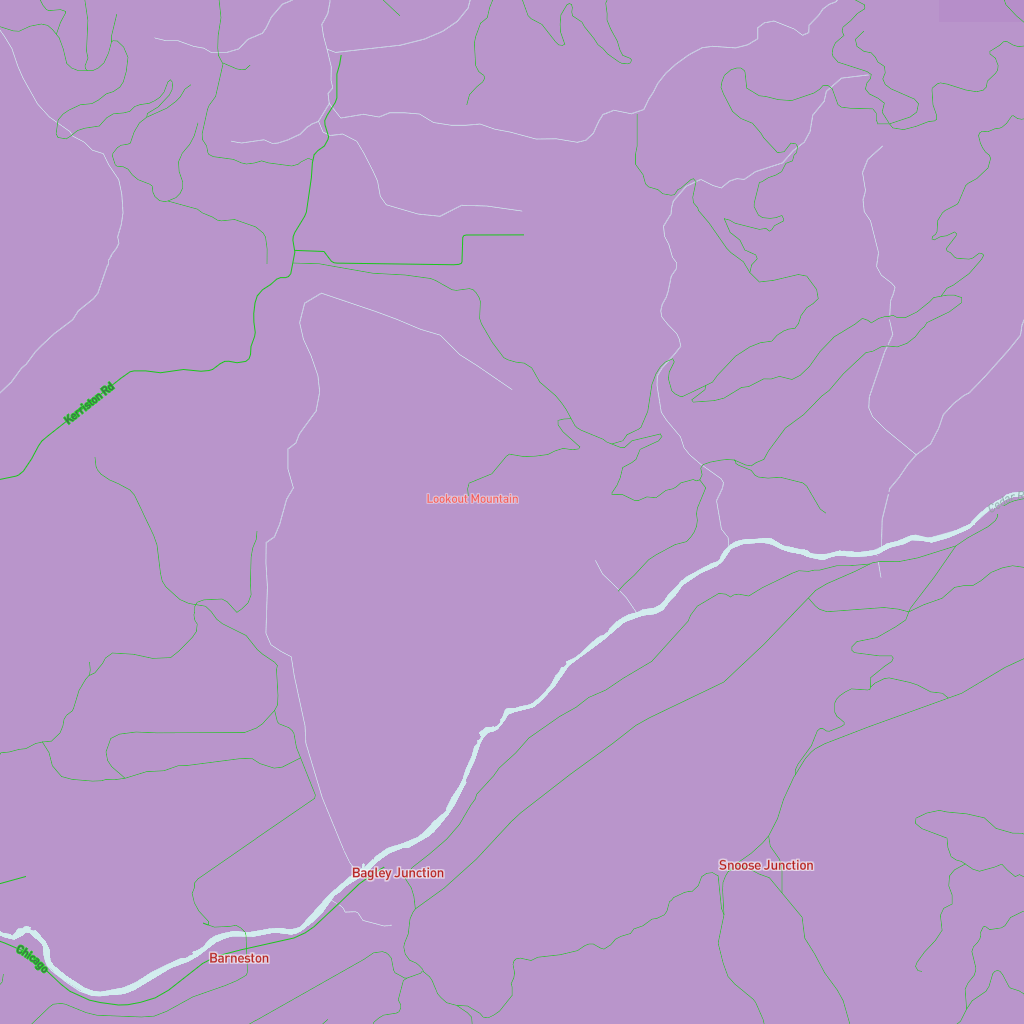 Kerriston Rd
Lookout Mountain
Snoose Junction
Bagley Junction
Chicago
Barneston